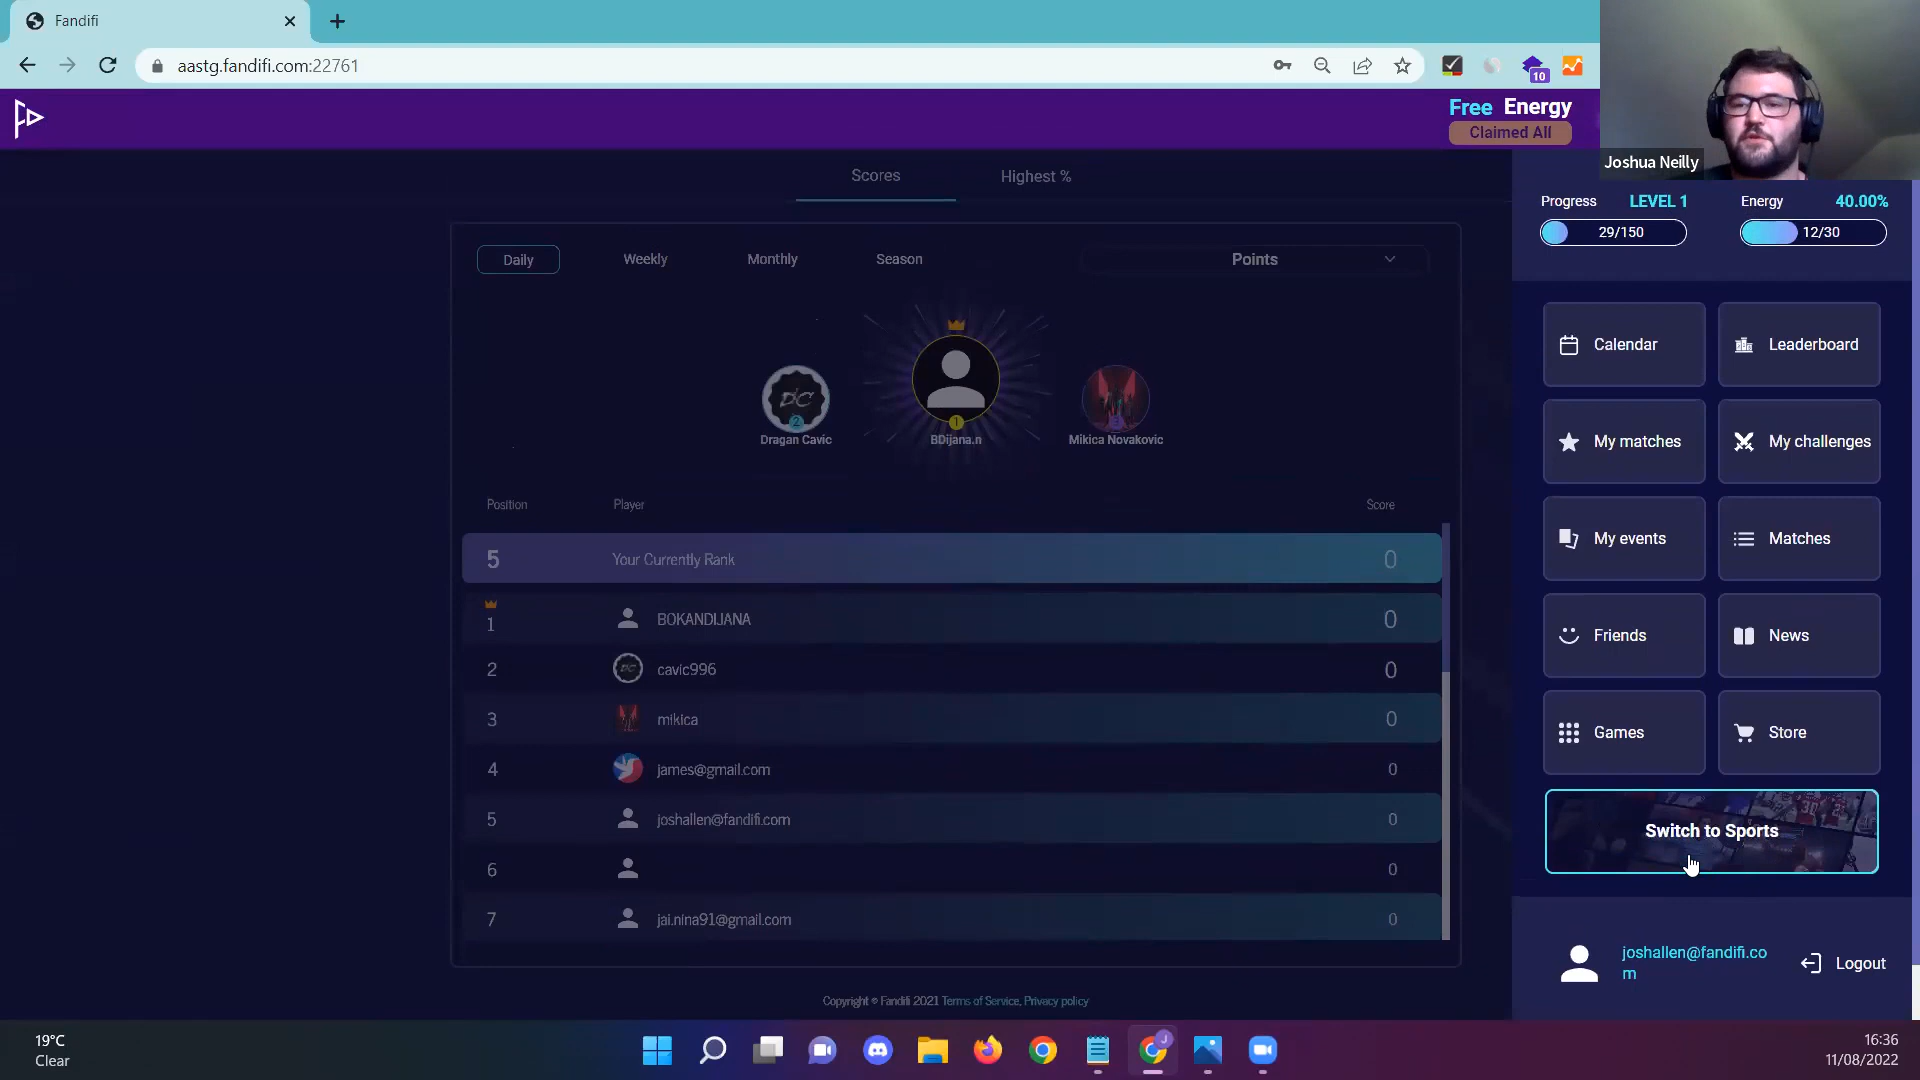 Fandifi
aastg.fandifi.com:22761
10
Free Energy
Claimed All
Joshua Neilly
Scores
Highest %
Progress LEVEL 1
Energy 40.00%
29/150
12/30
Daily
Weekly
Monthly
Season
Points
2
1
3
Dragan Cavic
BDijana.n
Mikica Novakovic
Position
Player
Score
5 Your Currently Rank 0
1 BOKANDIJANA 0
2 cavic996 0
3 mikica 0
4 james@gmail.com 0
5 joshallen@fandifi.com 0
6 0
7 jai.nina91@gmail.com 0
Copyright © Fandifi 2021 Terms of Service, Privacy policy
Calendar
Leaderboard
My matches
My challenges
My events
Matches
Friends
News
Games
Store
Switch to Sports
joshallen@fandifi.co
m
Logout
19°C
Clear
J
16:36
11/08/2022